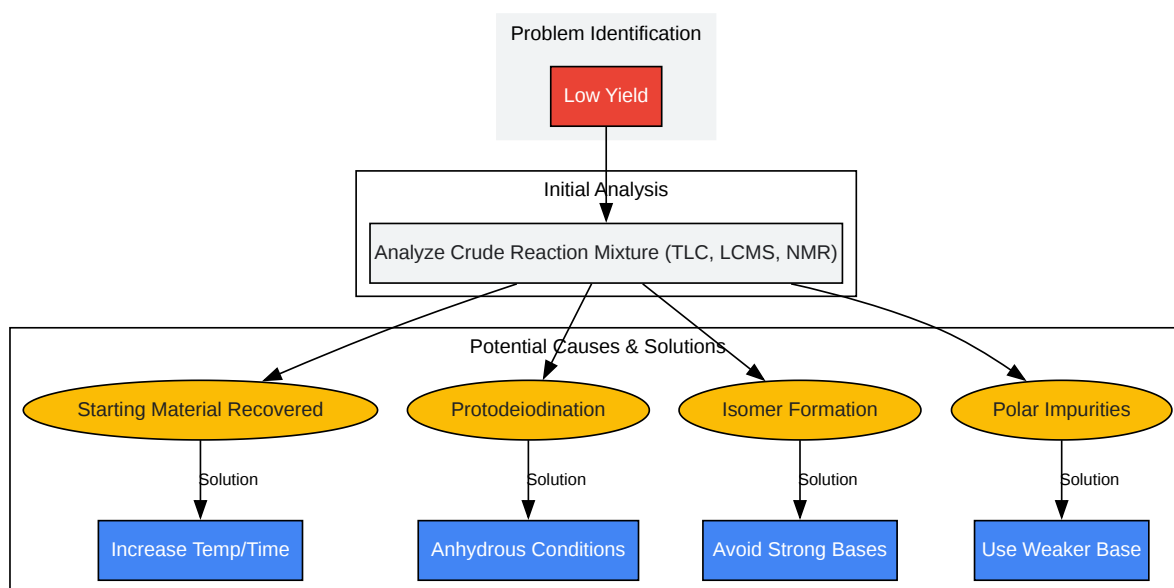 Problem Identification
Low Yield
Initial Analysis
Analyze Crude Reaction Mixture (TLC, LCMS, NMR)
Potential Causes & Solutions
Starting Material Recovered
Protodeiodination
Isomer Formation
Polar Impurities
Solution
Solution
Solution
Solution
Increase Temp/Time
Anhydrous Conditions
Avoid Strong Bases
Use Weaker Base